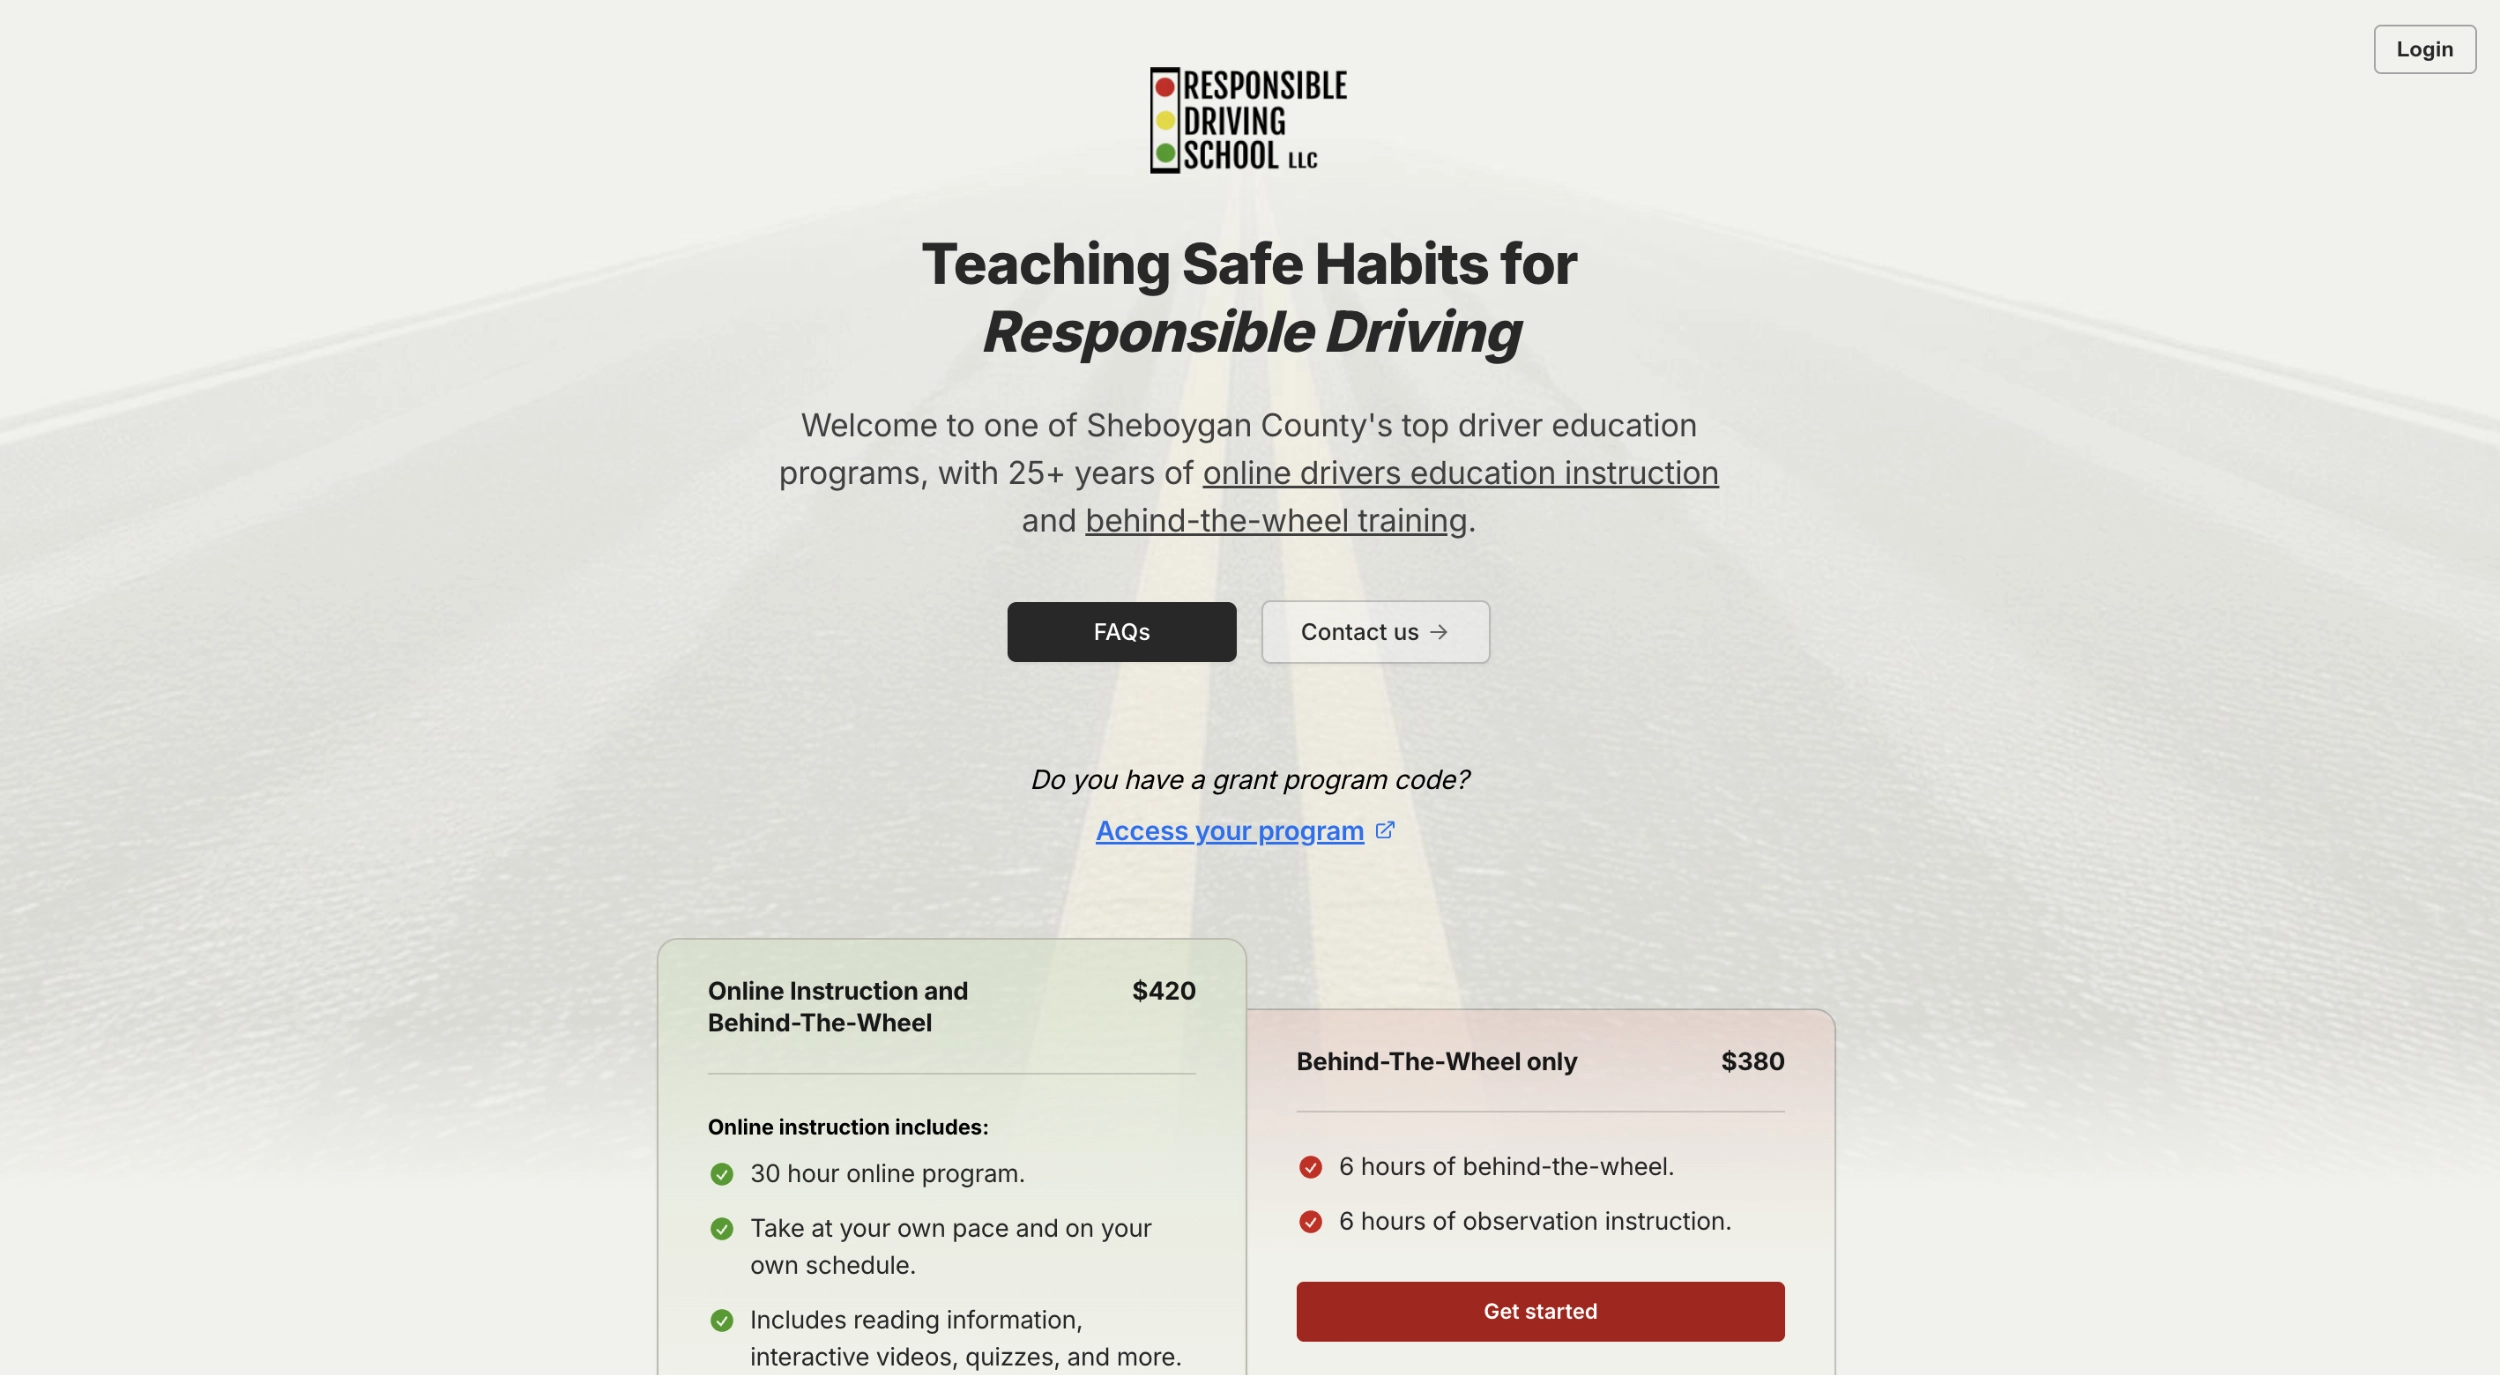 Login
RESPONSIBLE
DRIVING
SCHOOL LLC
Teaching Safe Habits for
Responsible Driving
Welcome to one of Sheboygan County's top driver education
programs, with 25+ years of online drivers education instruction
and behind-the-wheel training.
FAQs
Contact us →
Do you have a grant program code?
Access your program
Online Instruction and
Behind-The-Wheel
$420
Online instruction includes:
30 hour online program.
Take at your own pace and on your
own schedule.
Includes reading information,
interactive videos, quizzes, and more.
Behind-The-Wheel only
$380
6 hours of behind-the-wheel.
6 hours of observation instruction.
Get started